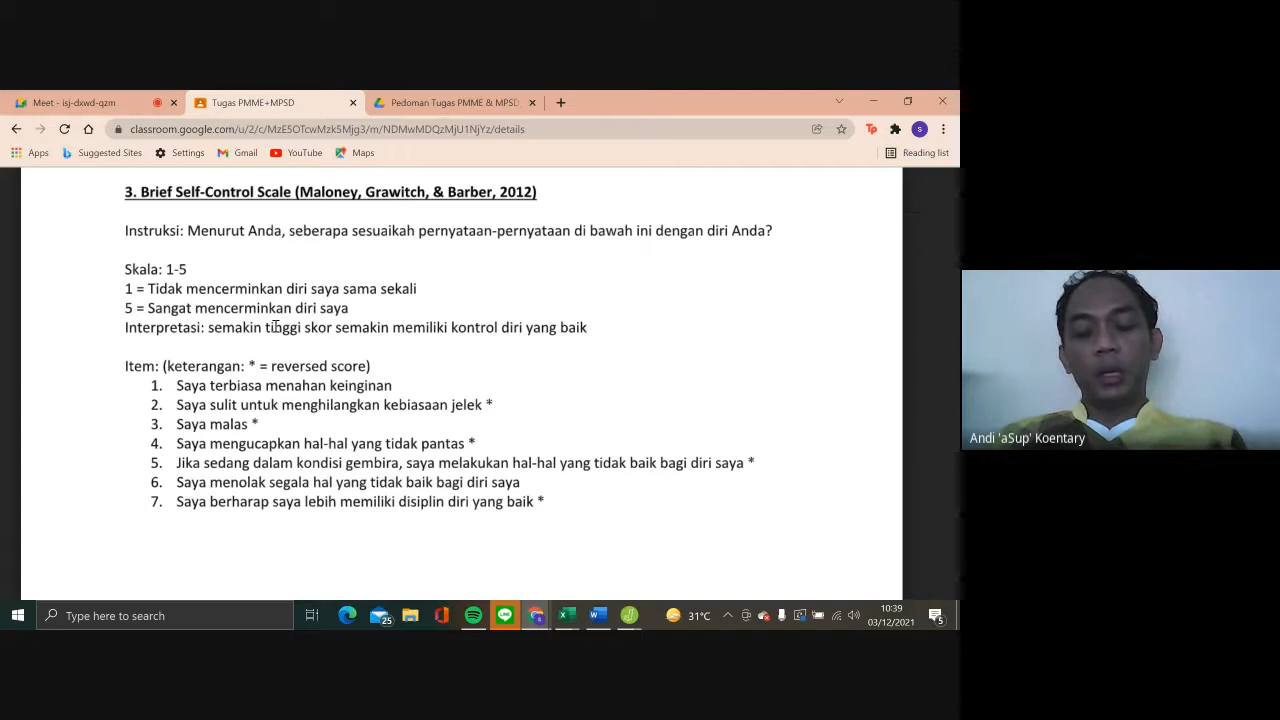 Meet - isj-dxwd-qzm
Tugas PMME+MPSD
Pedoman Tugas PMME & MPSD
classroom.google.com/u/2/c/MzE5OTcwMzk5Mjg3/m/NDMwMDQzMjU1NjYz/details
Apps
Suggested Sites
Settings
Gmail
YouTube
Maps
Reading list
3. Brief Self-Control Scale (Maloney, Grawitch, & Barber, 2012)
Instruksi: Menurut Anda, seberapa sesuaikah pernyataan-pernyataan di bawah ini dengan diri Anda?
Skala: 1-5
1 = Tidak mencerminkan diri saya sama sekali
5 = Sangat mencerminkan diri saya
Interpretasi: semakin tinggi skor semakin memiliki kontrol diri yang baik
Item: (keterangan: * = reversed score)
1. Saya terbiasa menahan keinginan
2. Saya sulit untuk menghilangkan kebiasaan jelek *
3. Saya malas *
4. Saya mengucapkan hal-hal yang tidak pantas *
5. Jika sedang dalam kondisi gembira, saya melakukan hal-hal yang tidak baik bagi diri saya *
6. Saya menolak segala hal yang tidak baik bagi diri saya
7. Saya berharap saya lebih memiliki disiplin diri yang baik *
Andi 'aSup' Koentary
Type here to search
25
LINE
31°C
10:39
03/12/2021
5